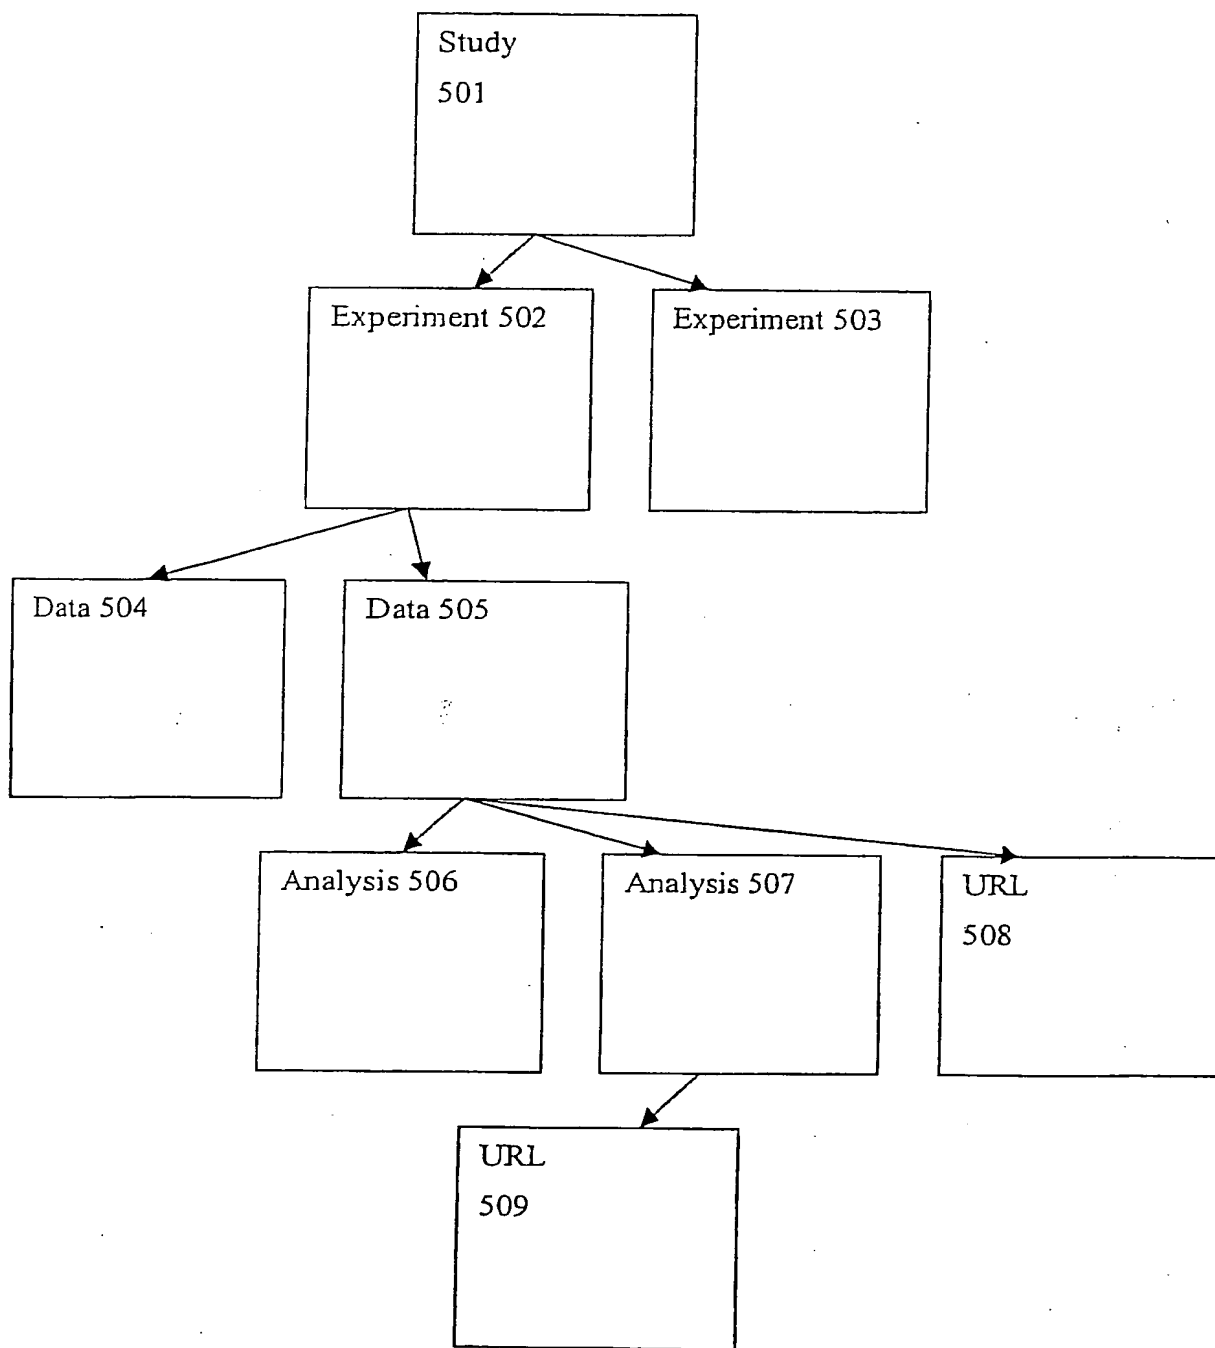 Study
501
Experiment 502
Experiment 503
Data 504
Data 505
Analysis 506
Analysis 507
URL
508
URL
509